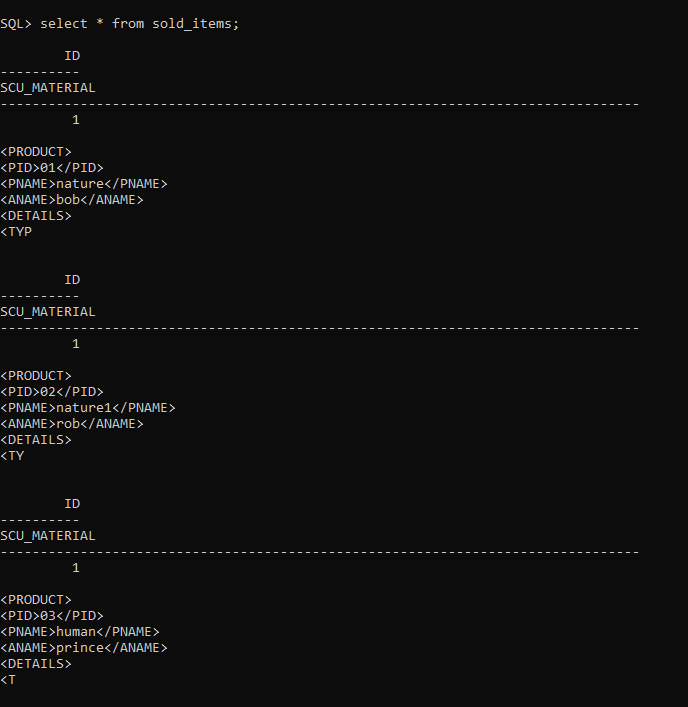 SQL> select * from sold_items;
ID
----------
SCU_MATERIAL
--------------------------------------------------------------------------------
1
<PRODUCT>
<PID>01</PID>
<PNAME>nature</PNAME>
<ANAME>bob</ANAME>
<DETAILS>
<TYP
ID
----------
SCU_MATERIAL
--------------------------------------------------------------------------------
1
<PRODUCT>
<PID>02</PID>
<PNAME>nature1</PNAME>
<ANAME>rob</ANAME>
<DETAILS>
<TY
ID
----------
SCU_MATERIAL
--------------------------------------------------------------------------------
1
<PRODUCT>
<PID>03</PID>
<PNAME>human</PNAME>
<ANAME>prince</ANAME>
<DETAILS>
<T